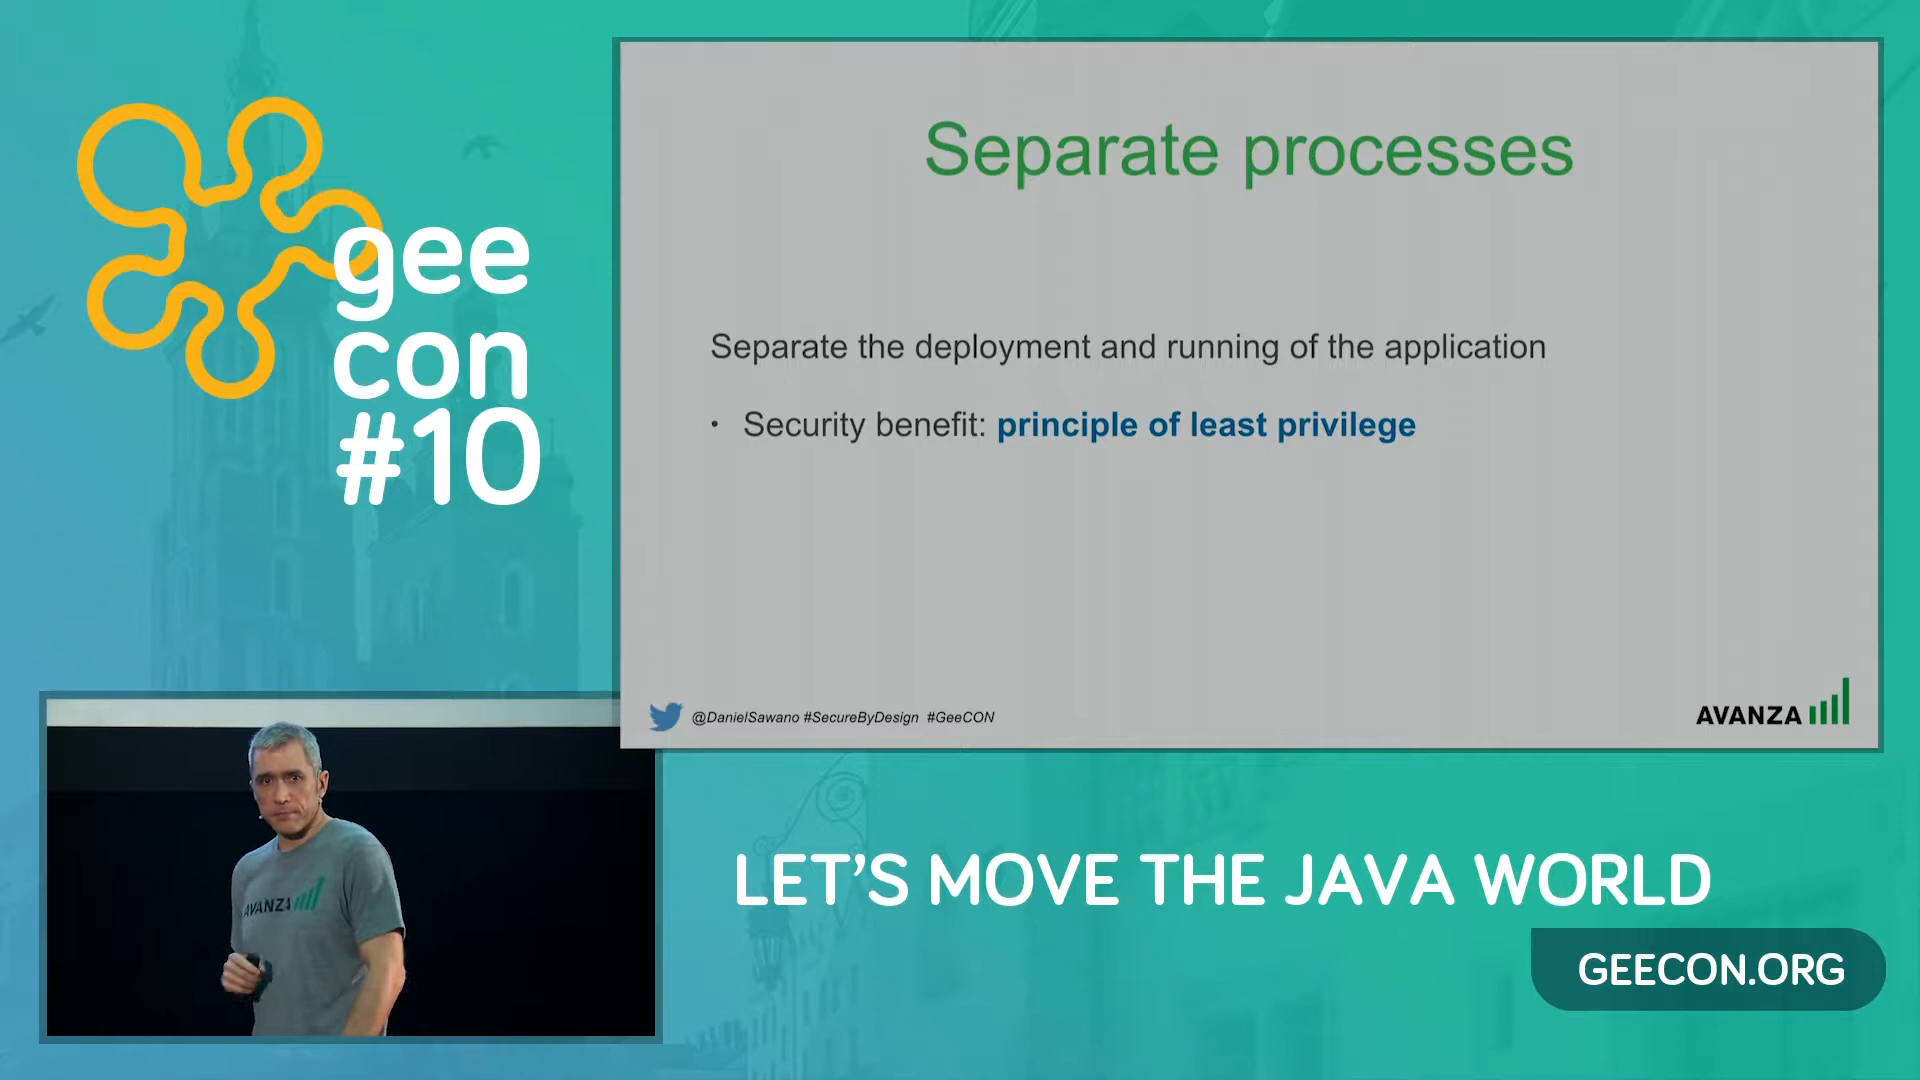 gee
con
#10
Separate processes
Separate the deployment and running of the application
• Security benefit: principle of least privilege
@DanielSawano #SecureByDesign #GeeCON
AVANZA
AVANZA
LET'S MOVE THE JAVA WORLD
GEECON.ORG